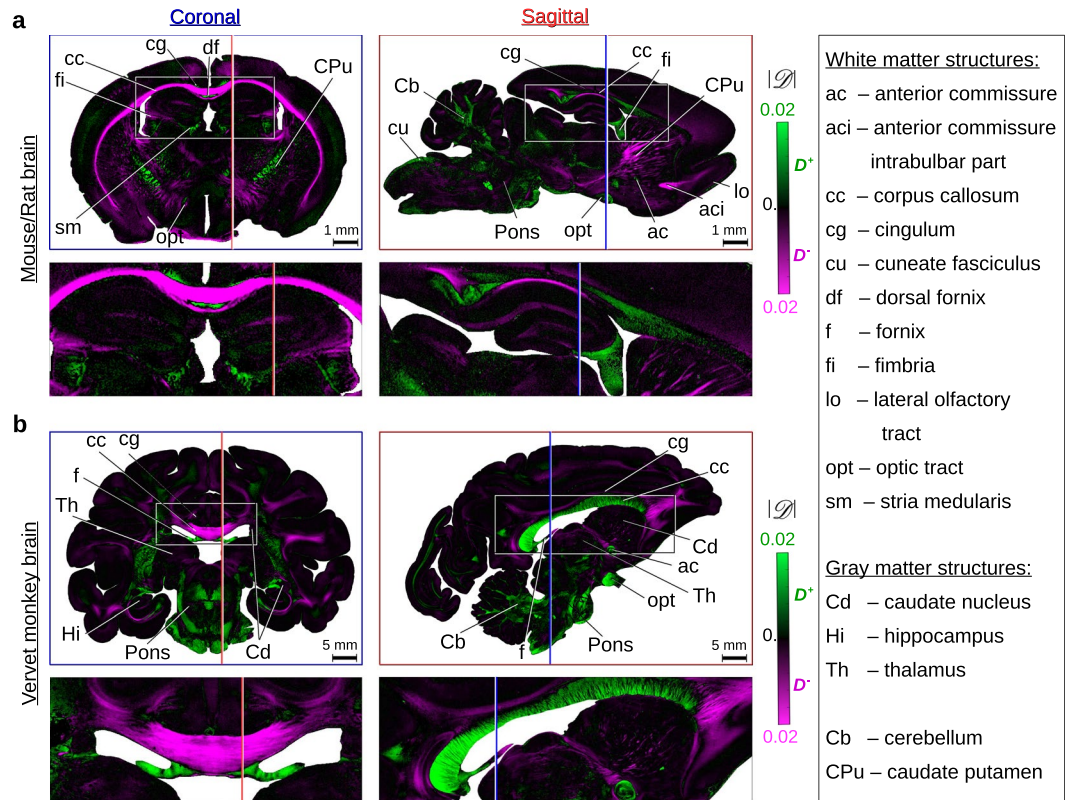 a
Coronal
Sagittal
Mouse/Rat brain
cc
cg
df
fi
CPu
sm
opt
1 mm
cg
cc
fi
Cb
CPu
cu
lo
aci
Pons
opt
ac
1 mm
|𝒟|
0.02
D⁺
0.
D⁻
0.02
b
Vervet monkey brain
cc
cg
f
Th
Hi
Pons
Cd
5 mm
cg
cc
Cd
ac
Th
opt
Cb
f
Pons
5 mm
|𝒟|
0.02
D⁺
0.
D⁻
0.02
White matter structures:
ac – anterior commissure
aci – anterior commissure
intrabulbar part
cc – corpus callosum
cg – cingulum
cu – cuneate fasciculus
df – dorsal fornix
f – fornix
fi – fimbria
lo – lateral olfactory
tract
opt – optic tract
sm – stria medularis
Gray matter structures:
Cd – caudate nucleus
Hi – hippocampus
Th – thalamus
Cb – cerebellum
CPu – caudate putamen